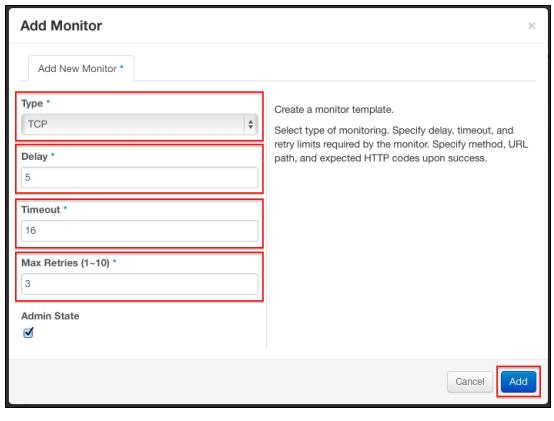 Add Monitor
×
Add New Monitor *
Type *
TCP
Delay *
5
Timeout *
16
Max Retries (1~10) *
3
Admin State
Create a monitor template.
Select type of monitoring. Specify delay, timeout, and
retry limits required by the monitor. Specify method, URL
path, and expected HTTP codes upon success.
Cancel
Add